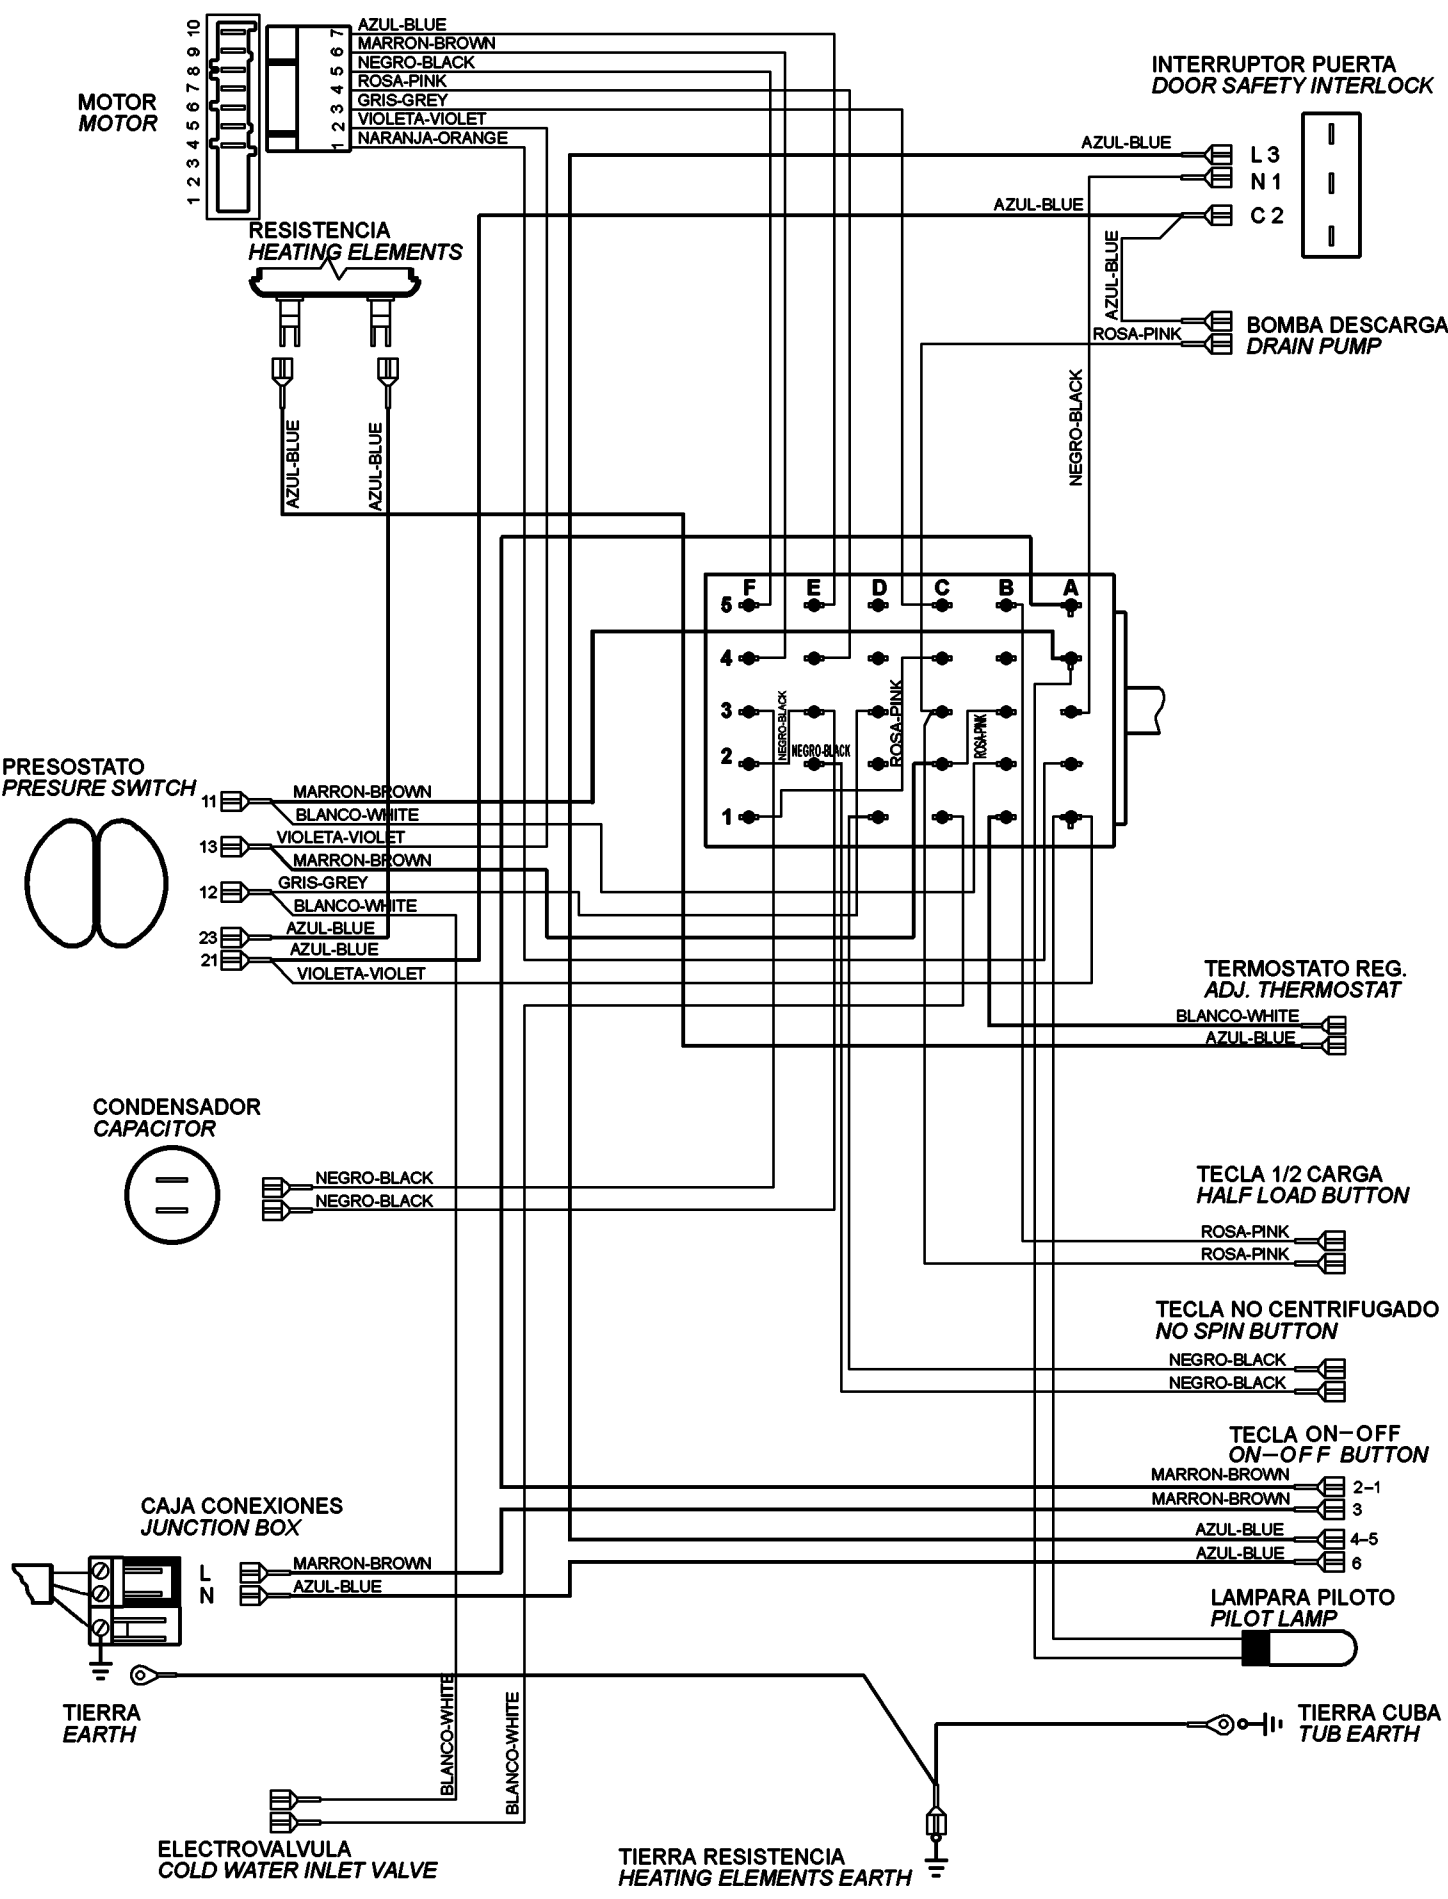 10 9 8 7 6 5 4 3 2 1
MOTOR
MOTOR
7 AZUL-BLUE
6 MARRON-BROWN
5 NEGRO-BLACK
4 ROSA-PINK
3 GRIS-GREY
2 VIOLETA-VIOLET
1 NARANJA-ORANGE
INTERRUPTOR PUERTA
DOOR SAFETY INTERLOCK
AZUL-BLUE
L 3
N 1
AZUL-BLUE
C 2
AZUL-BLUE
ROSA-PINK
BOMBA DESCARGA
DRAIN PUMP
NEGRO-BLACK
RESISTENCIA
HEATING ELEMENTS
AZUL-BLUE
AZUL-BLUE
F E D C B A
5
4
3
2
1
NEGRO-BLACK
NEGRO-BLACK
ROSA-PINK
ROSA-PINK
PRESOSTATO
PRESURE SWITCH
11 MARRON-BROWN
BLANCO-WHITE
13 VIOLETA-VIOLET
MARRON-BROWN
12 GRIS-GREY
BLANCO-WHITE
23 AZUL-BLUE
21 AZUL-BLUE
VIOLETA-VIOLET
TERMOSTATO REG.
ADJ. THERMOSTAT
BLANCO-WHITE
AZUL-BLUE
CONDENSADOR
CAPACITOR
NEGRO-BLACK
NEGRO-BLACK
TECLA 1/2 CARGA
HALF LOAD BUTTON
ROSA-PINK
ROSA-PINK
TECLA NO CENTRIFUGADO
NO SPIN BUTTON
NEGRO-BLACK
NEGRO-BLACK
TECLA ON-OFF
ON-OFF BUTTON
MARRON-BROWN 2-1
MARRON-BROWN 3
AZUL-BLUE 4-5
AZUL-BLUE 6
CAJA CONEXIONES
JUNCTION BOX
L MARRON-BROWN
N AZUL-BLUE
LAMPARA PILOTO
PILOT LAMP
TIERRA
EARTH
BLANCO-WHITE
BLANCO-WHITE
TIERRA CUBA
TUB EARTH
ELECTROVALVULA
COLD WATER INLET VALVE
TIERRA RESISTENCIA
HEATING ELEMENTS EARTH